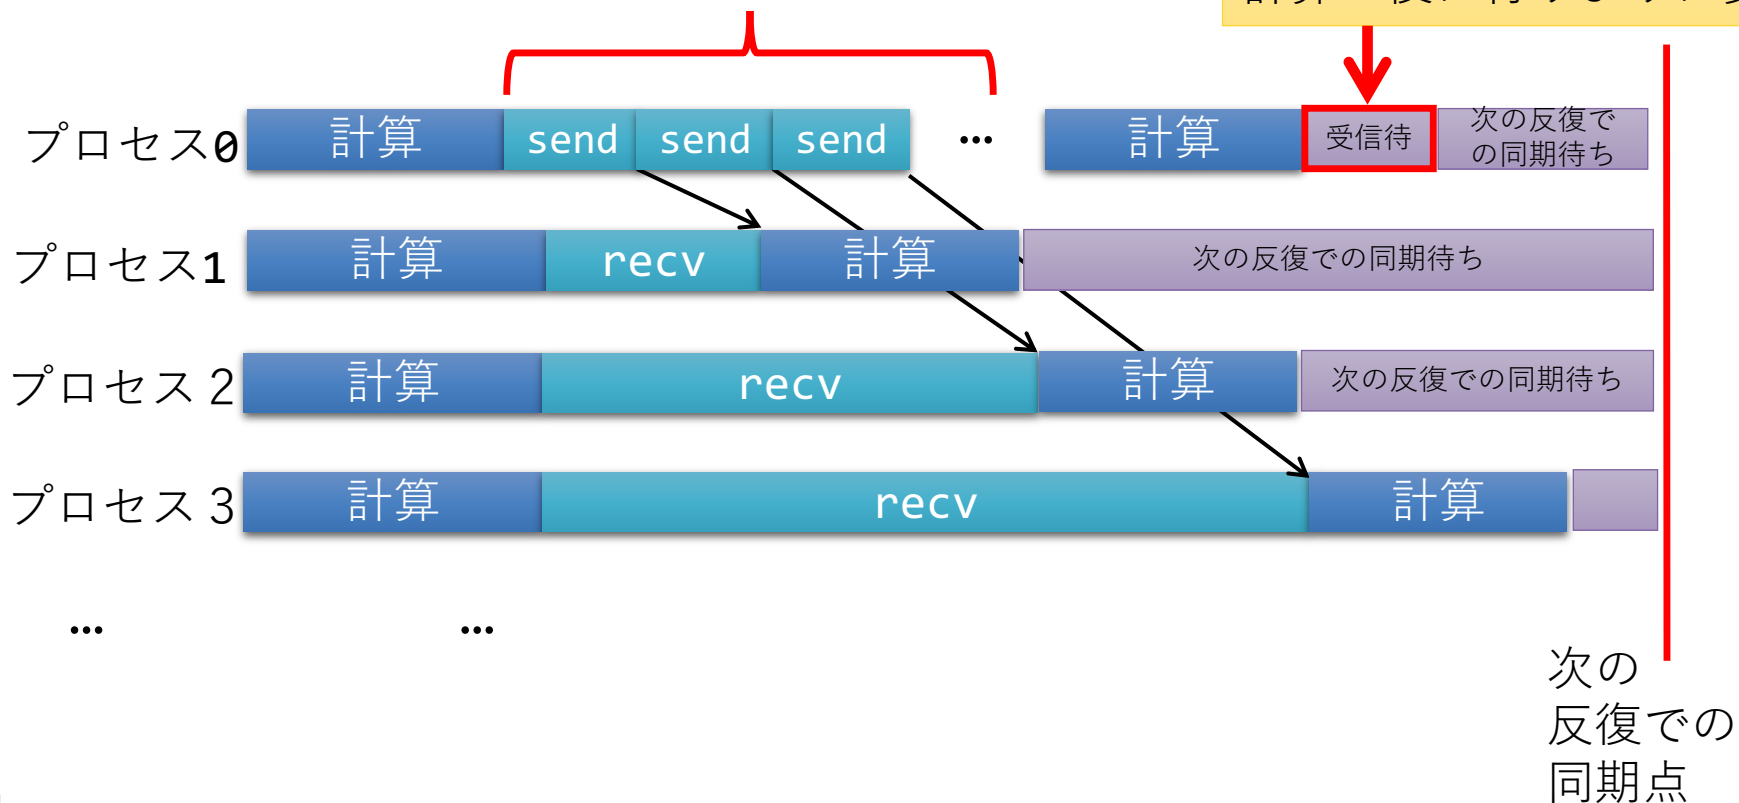 プロセス0 計算 send send send … 計算 受信待 次の反復で
の同期待ち
プロセス1 計算 recv 計算 次の反復での同期待ち
プロセス2 計算 recv 計算 次の反復での同期待ち
プロセス3 計算 recv 計算
… …
次の
反復での
同期点